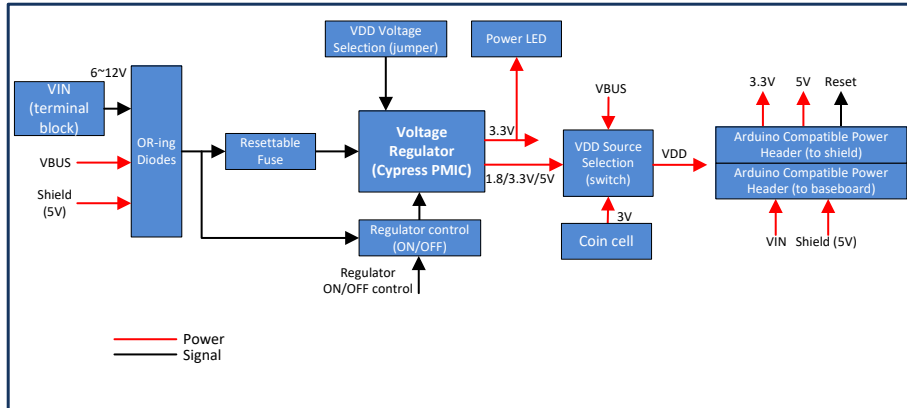 VDD Voltage
Selection (jumper)
Power LED
6~12V
VIN
(terminal
block)
VBUS
Shield
(5V)
OR-ing
Diodes
Resettable
Fuse
Voltage
Regulator
(Cypress PMIC)
3.3V
1.8/3.3V/5V
Regulator control
(ON/OFF)
Regulator
ON/OFF control
VBUS
VDD Source
Selection
(switch)
VDD
3V
Coin cell
3.3V
5V
Reset
Arduino Compatible Power
Header (to shield)
Arduino Compatible Power
Header (to baseboard)
VIN
Shield (5V)
Power
Signal